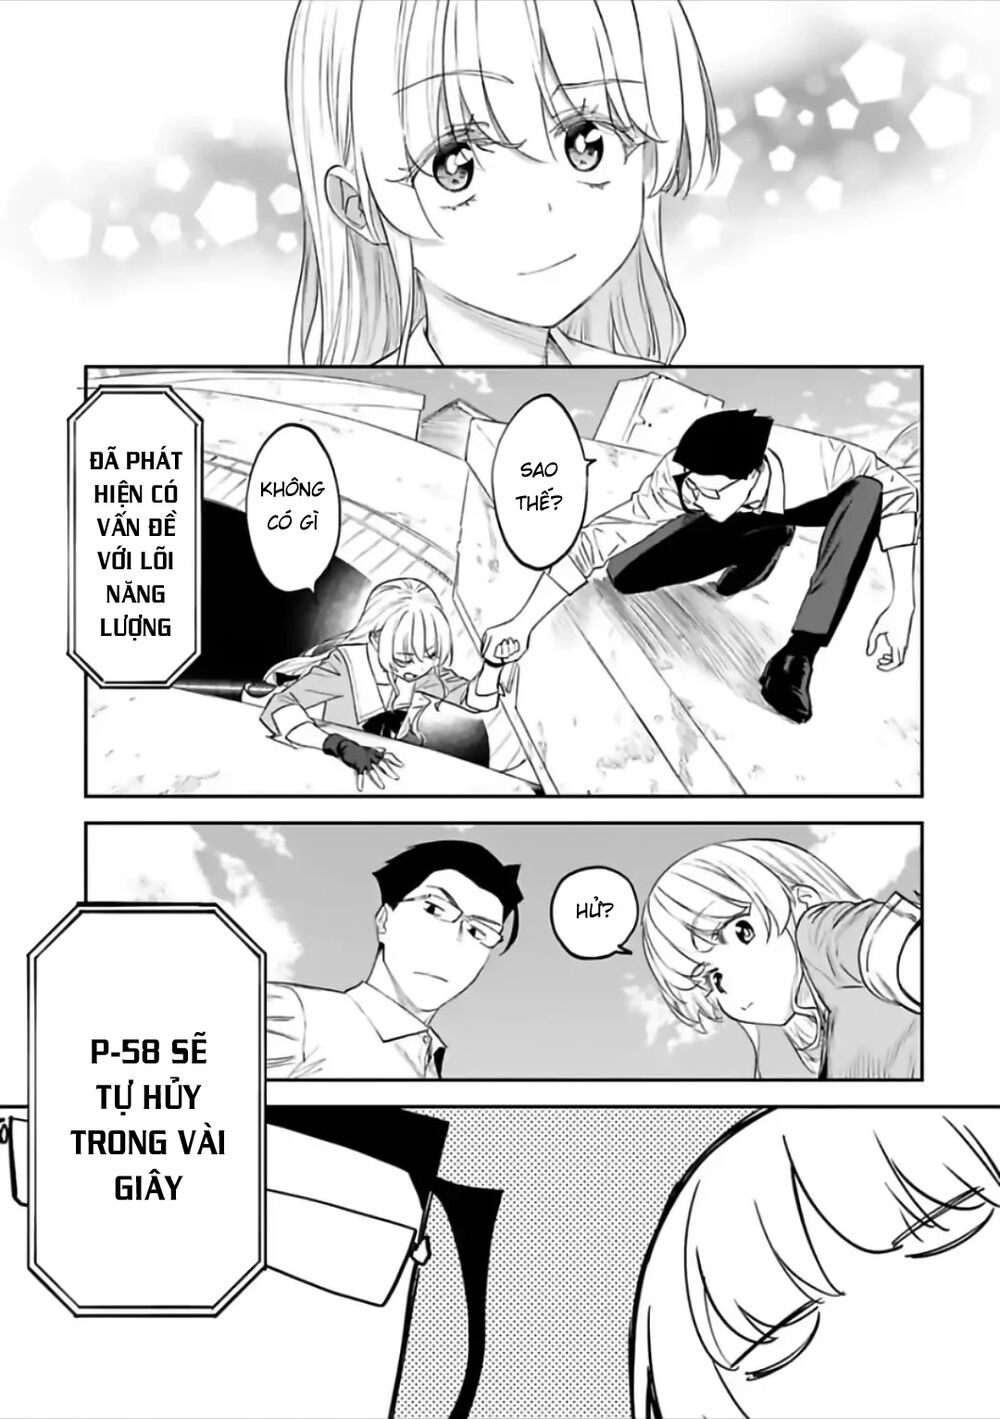 SAO
THẾ?
KHÔNG
CÓ GÌ
ĐÃ PHÁT
HIỆN CÓ
VẤN ĐỀ
VỚI LÕI
NĂNG
LƯỢNG
HỬ?
P-58 SẼ
TỰ HỦY
TRONG VÀI
GIÂY